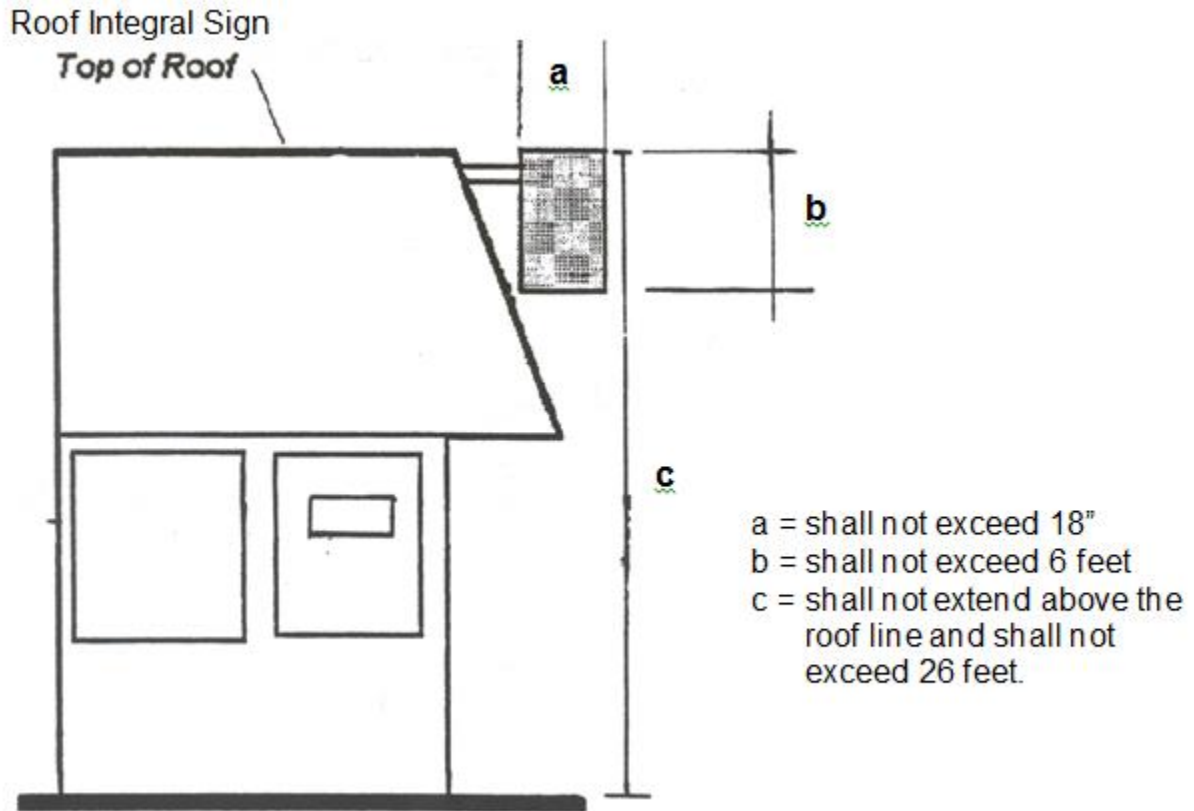 Roof Integral Sign
Top of Roof
a
b
c
a = shall not exceed 18”
b = shall not exceed 6 feet
c = shall not extend above the
roof line and shall not
exceed 26 feet.